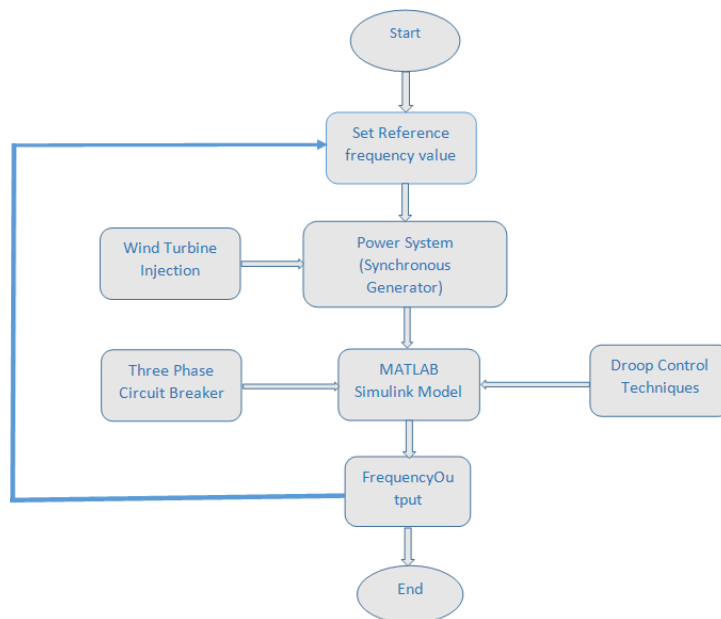 Start
Set Reference
frequency value
Wind Turbine
Injection
Power System
(Synchronous
Generator)
Three Phase
Circuit Breaker
MATLAB
Simulink Model
Droop Control
Techniques
FrequencyOu
tput
End